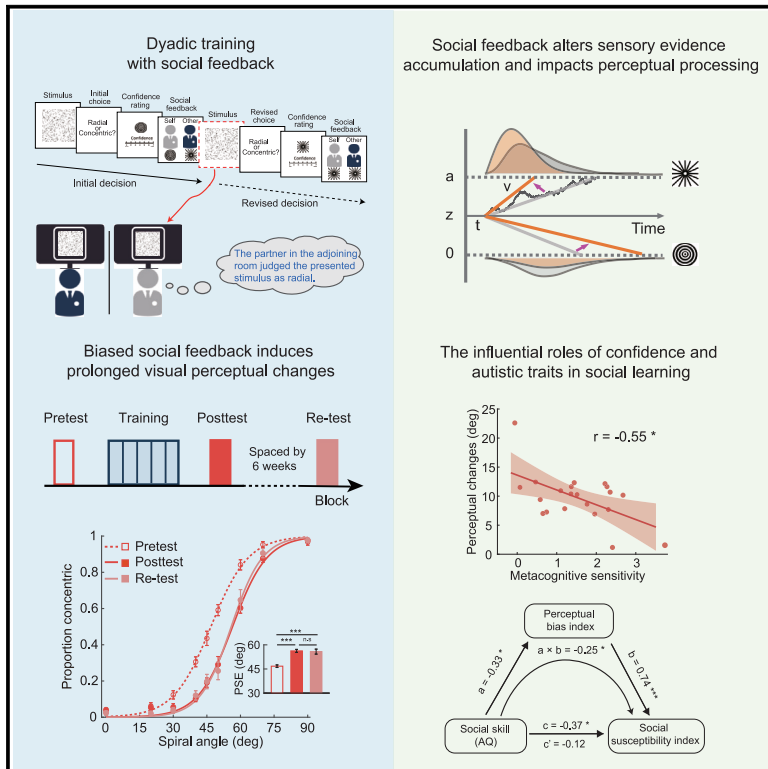 Dyadic training
with social feedback
Stimulus
Initial
choice
Confidence
rating
Social
feedback
Stimulus
Revised
choice
Confidence
rating
Social
feedback
Radial
or
Concentric?
Confidence
Self Other
Radial
or
Concentric?
Confidence
Self Other
Initial decision
Revised decision
The partner in the adjoining
room judged the presented
stimulus as radial.
Social feedback alters sensory evidence
accumulation and impacts perceptual processing
a
v
z
t
Time
0
Biased social feedback induces
prolonged visual perceptual changes
Pretest
Training
Posttest
Re-test
Spaced by
6 weeks
Block
Proportion concentric
1
0.8
0.6
0.4
0.2
0
Pretest
Posttest
Re-test
PSE (deg)
60
45
30
***
*** n.s
0 15 30 45 60 75 90
Spiral angle (deg)
The influential roles of confidence and
autistic traits in social learning
Perceptual changes (deg)
25
20
15
10
5
0
r = -0.55 *
0 1 2 3
Metacognitive sensitivity
Perceptual
bias index
a = -0.33 *
a × b = -0.25 *
b = 0.74 ***
Social skill
(AQ)
c = -0.37 *
c' = -0.12
Social
susceptibility index